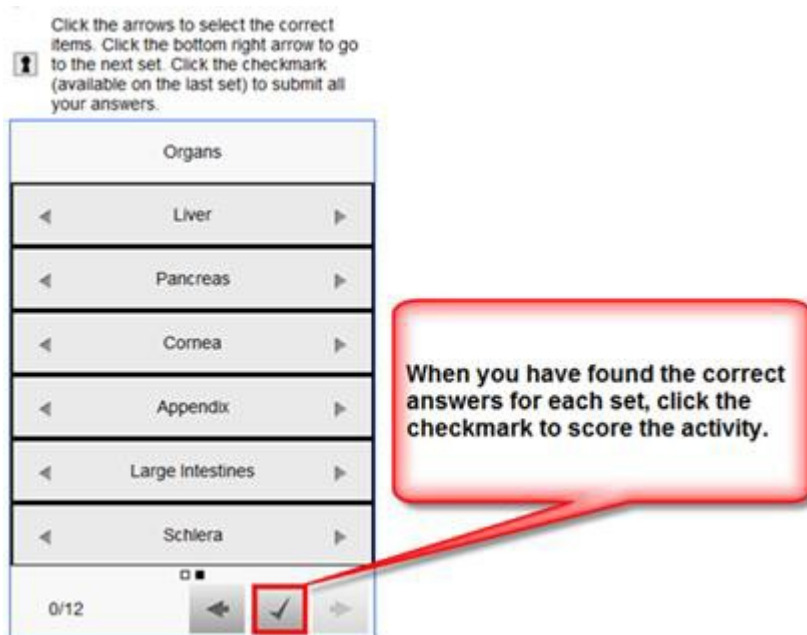 Click the arrows to select the correct
items. Click the bottom right arrow to go
to the next set. Click the checkmark
(available on the last set) to submit all
your answers.
Organs
Liver
Pancreas
Cornea
Appendix
Large Intestines
Schlera
0/12
When you have found the correct
answers for each set, click the
checkmark to score the activity.